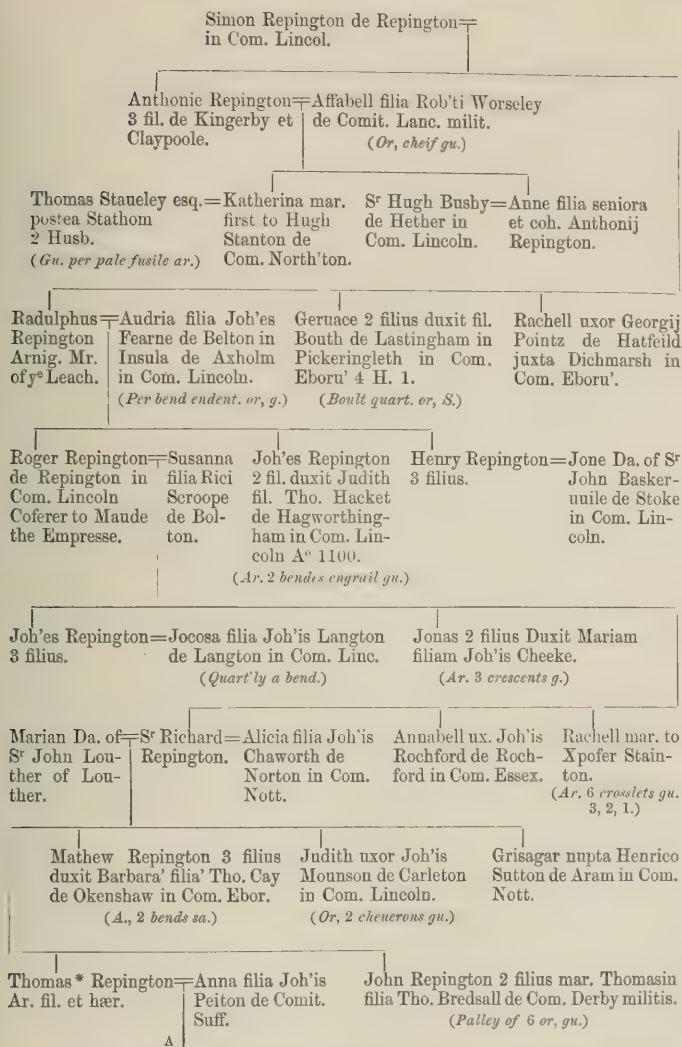 Simon Repington de Repington=
in Com. Lincol.
Anthonie Repington=Affabell filia Rob'ti Worseley
3 fil. de Kingerby et de Comit. Lanc. milit.
Claypoole. (Or, cheif gu.)
Thomas Staueley esq.=Katherina mar.
postea Stathom first to Hugh
2 Husb. Stanton de
(Gu. per pale fusile ar.) Com. North'ton.
Sr Hugh Busby=Anne filia seniora
de Hether in et coh. Anthonij
Com. Lincoln. Repington.
Radulphus=Audria filia Joh'es
Repington Fearne de Belton in
Arnig. Mr. Insula de Axholm
of ye Leach. in Com. Lincoln.
(Per bend endent. or, g.)
Geruace 2 filius duxit fil.
Bouth de Lastingham in
Pickeringleth in Com.
Eboru' 4 H. 1.
(Boult quart. or, S.)
Rachell uxor Georgij
Pointz de Hatfeild
juxta Dichmarsh in
Com. Eboru'.
Roger Repington=Susanna
de Repington in filia Rici
Com. Lincoln Scroope
Coferer to Maude de Bol-
the Empresse. ton.
Joh'es Repington
2 fil. duxit Judith
fil. Tho. Hacket
de Hagworthing-
ham in Com. Lin-
coln Ao 1100.
(Ar. 2 bendes engrail gu.)
Henry Repington=Jone Da. of Sr
3 filius. John Basker-
uuile de Stoke
in Com. Lin-
coln.
Joh'es Repington=Jocosa filia Joh'is Langton
3 filius. de Langton in Com. Linc.
(Quart'ly a bend.)
Jonas 2 filius Duxit Mariam
filiam Joh'is Cheeke.
(Ar. 3 crescents g.)
Marian Da. of=Sr Richard=Alicia filia Joh'is
Sr John Lou- Repington. Chaworth de
ther of Lou- Norton in Com.
ther. Nott.
Annabell ux. Joh'is
Rochford de Roch-
ford in Com. Essex.
Rachell mar. to
Xpofer Stain-
ton.
(Ar. 6 crosslets gu.
3, 2, 1.)
Mathew Repington 3 filius
duxit Barbara' filia' Tho. Cay
de Okenshaw in Com. Ebor.
(A., 2 bends sa.)
Judith uxor Joh'is
Mounson de Carleton
in Com. Lincoln.
(Or, 2 cheuerons gu.)
Grisagar nupta Henrico
Sutton de Aram in Com.
Nott.
Thomas * Repington=Anna filia Joh'is
Ar. fil. et hær. Peiton de Comit.
Suff.
A
John Repington 2 filius mar. Thomasin
filia Tho. Bredsall de Com. Derby militis.
(Palley of 6 or, gu.)